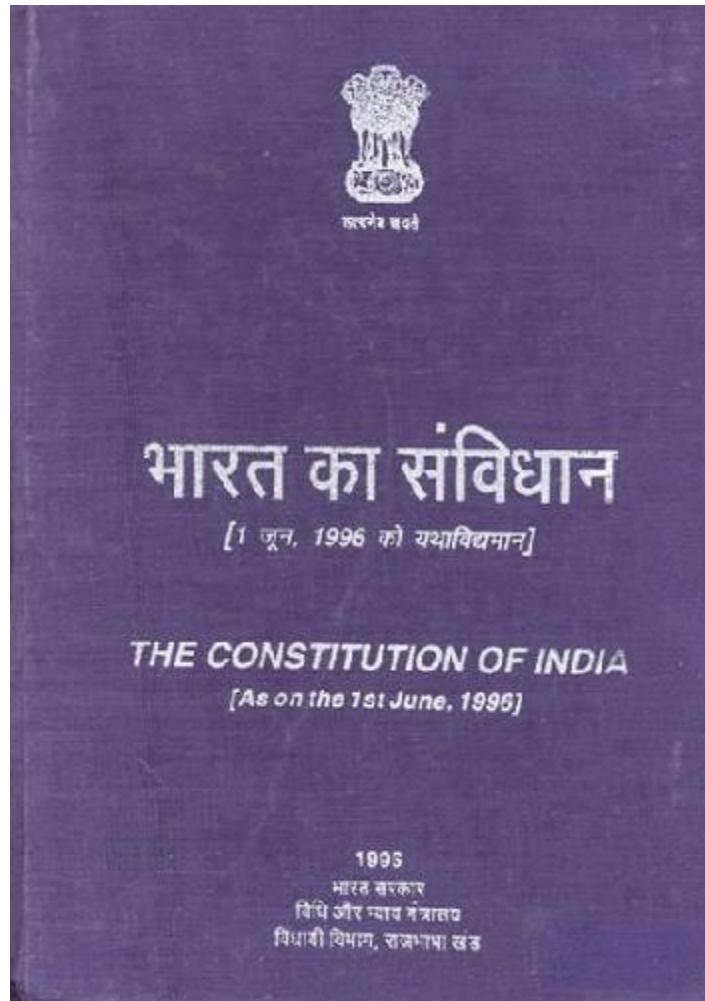 सत्यमेव जयते
भारत का संविधान
[1 जून, 1996 को यथाविद्यमान]
THE CONSTITUTION OF INDIA
[As on the 1st June, 1996]
1996
भारत सरकार
विधि और न्याय मंत्रालय
विधायी विभाग, राजभाषा खंड